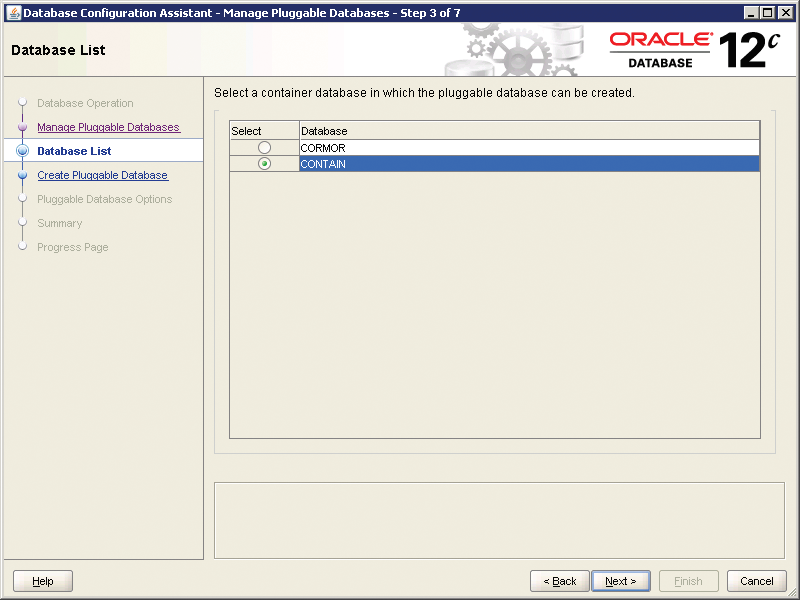 Database Configuration Assistant - Manage Pluggable Databases - Step 3 of 7
Database List
ORACLE®
DATABASE
12c
Database Operation
Manage Pluggable Databases
Database List
Create Pluggable Database
Pluggable Database Options
Summary
Progress Page
Select a container database in which the pluggable database can be created.
Select Database
CORMOR
CONTAIN
Help
< Back
Next >
Finish
Cancel